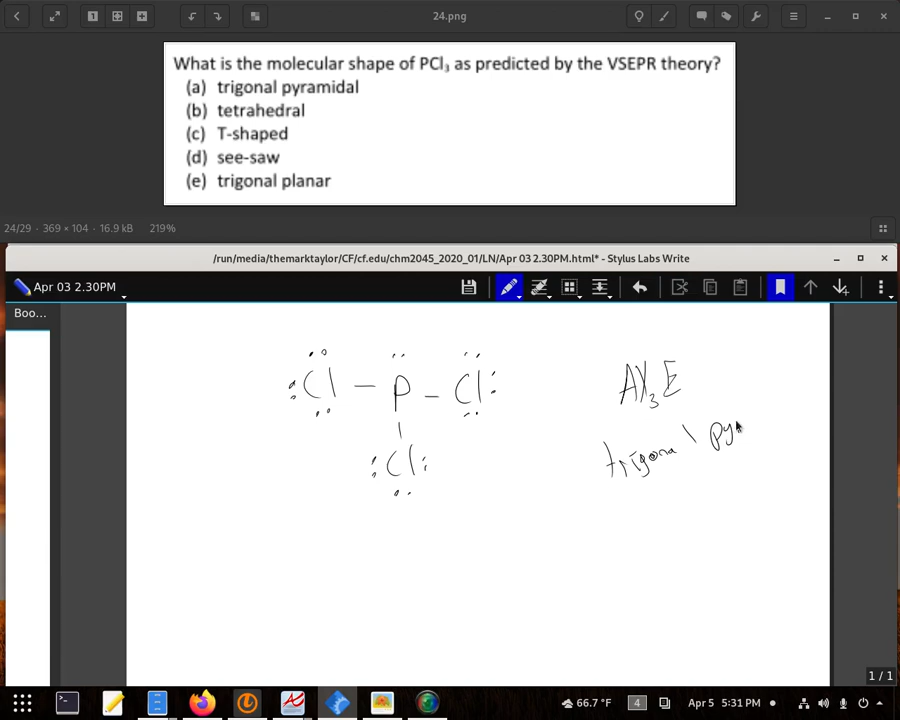 24.png
What is the molecular shape of PCl₃ as predicted by the VSEPR theory?
(a) trigonal pyramidal
(b) tetrahedral
(c) T-shaped
(d) see-saw
(e) trigonal planar
24/29 · 369 × 104 · 16.9 kB 219%
/run/media/themarktaylor/CF/cf.edu/chm2045_2020_01/LN/Apr 03 2.30PM.html* - Stylus Labs Write
Apr 03 2.30PM
Boo...
Cl – P – Cl
AX₃E
Cl
trigonal py
1 / 1
66.7 °F 4 Apr 5 5:31 PM